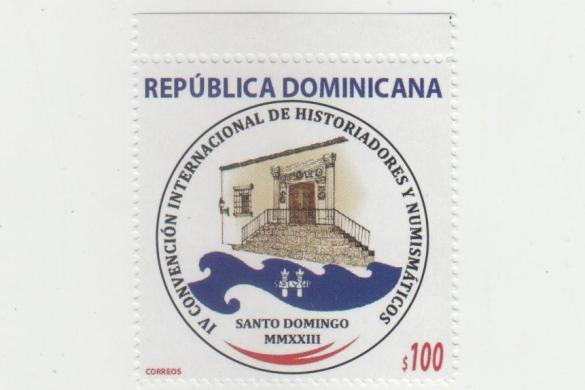 REPÚBLICA DOMINICANA
IV CONVENCIÓN INTERNACIONAL DE HISTORIADORES Y NUMISMÁTICOS
SANTO DOMINGO
MMXXIII
CORREOS
$100